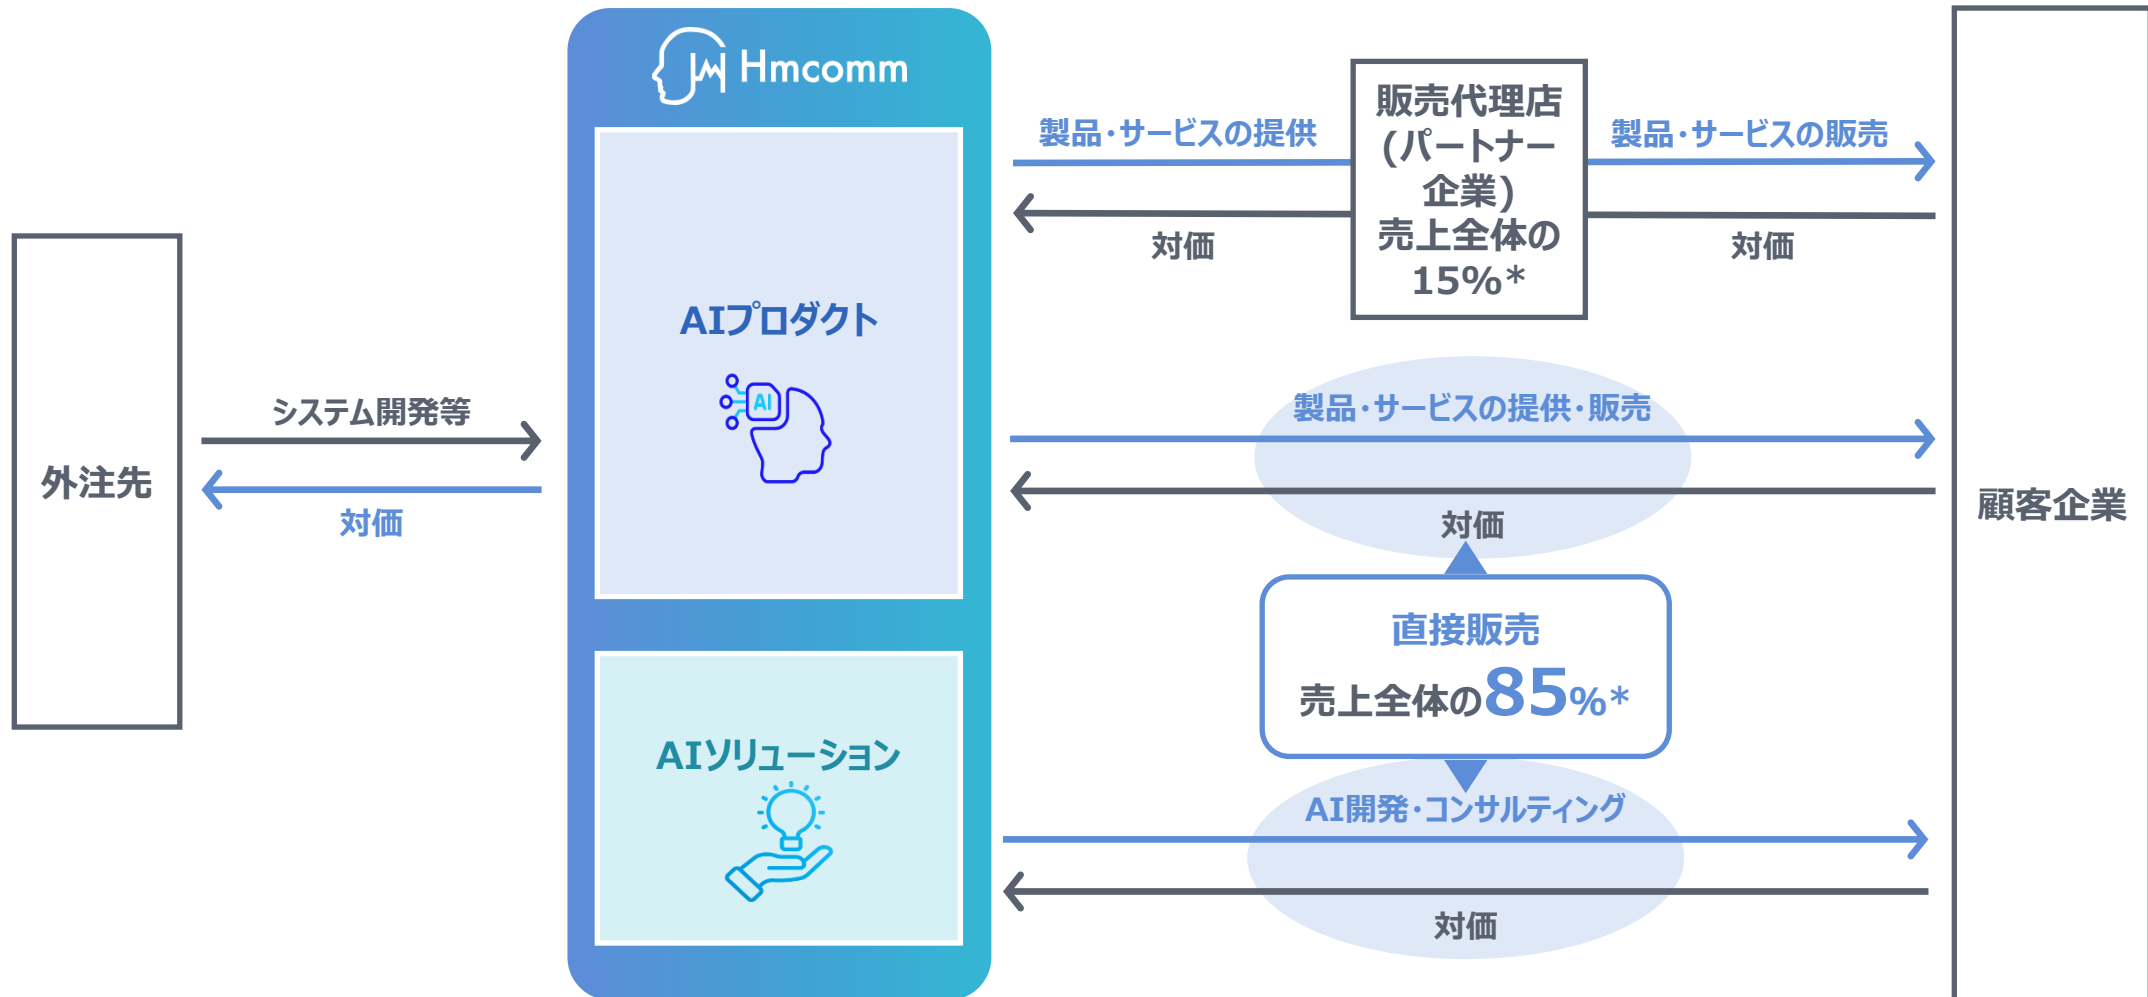 Hmcomm
販売代理店
(パートナー
企業)
売上全体の
15%*
製品・サービスの提供
製品・サービスの販売
対価
対価
外注先
システム開発等
対価
AIプロダクト
AI
製品・サービスの提供・販売
対価
顧客企業
直接販売
売上全体の85%*
AIソリューション
AI開発・コンサルティング
対価